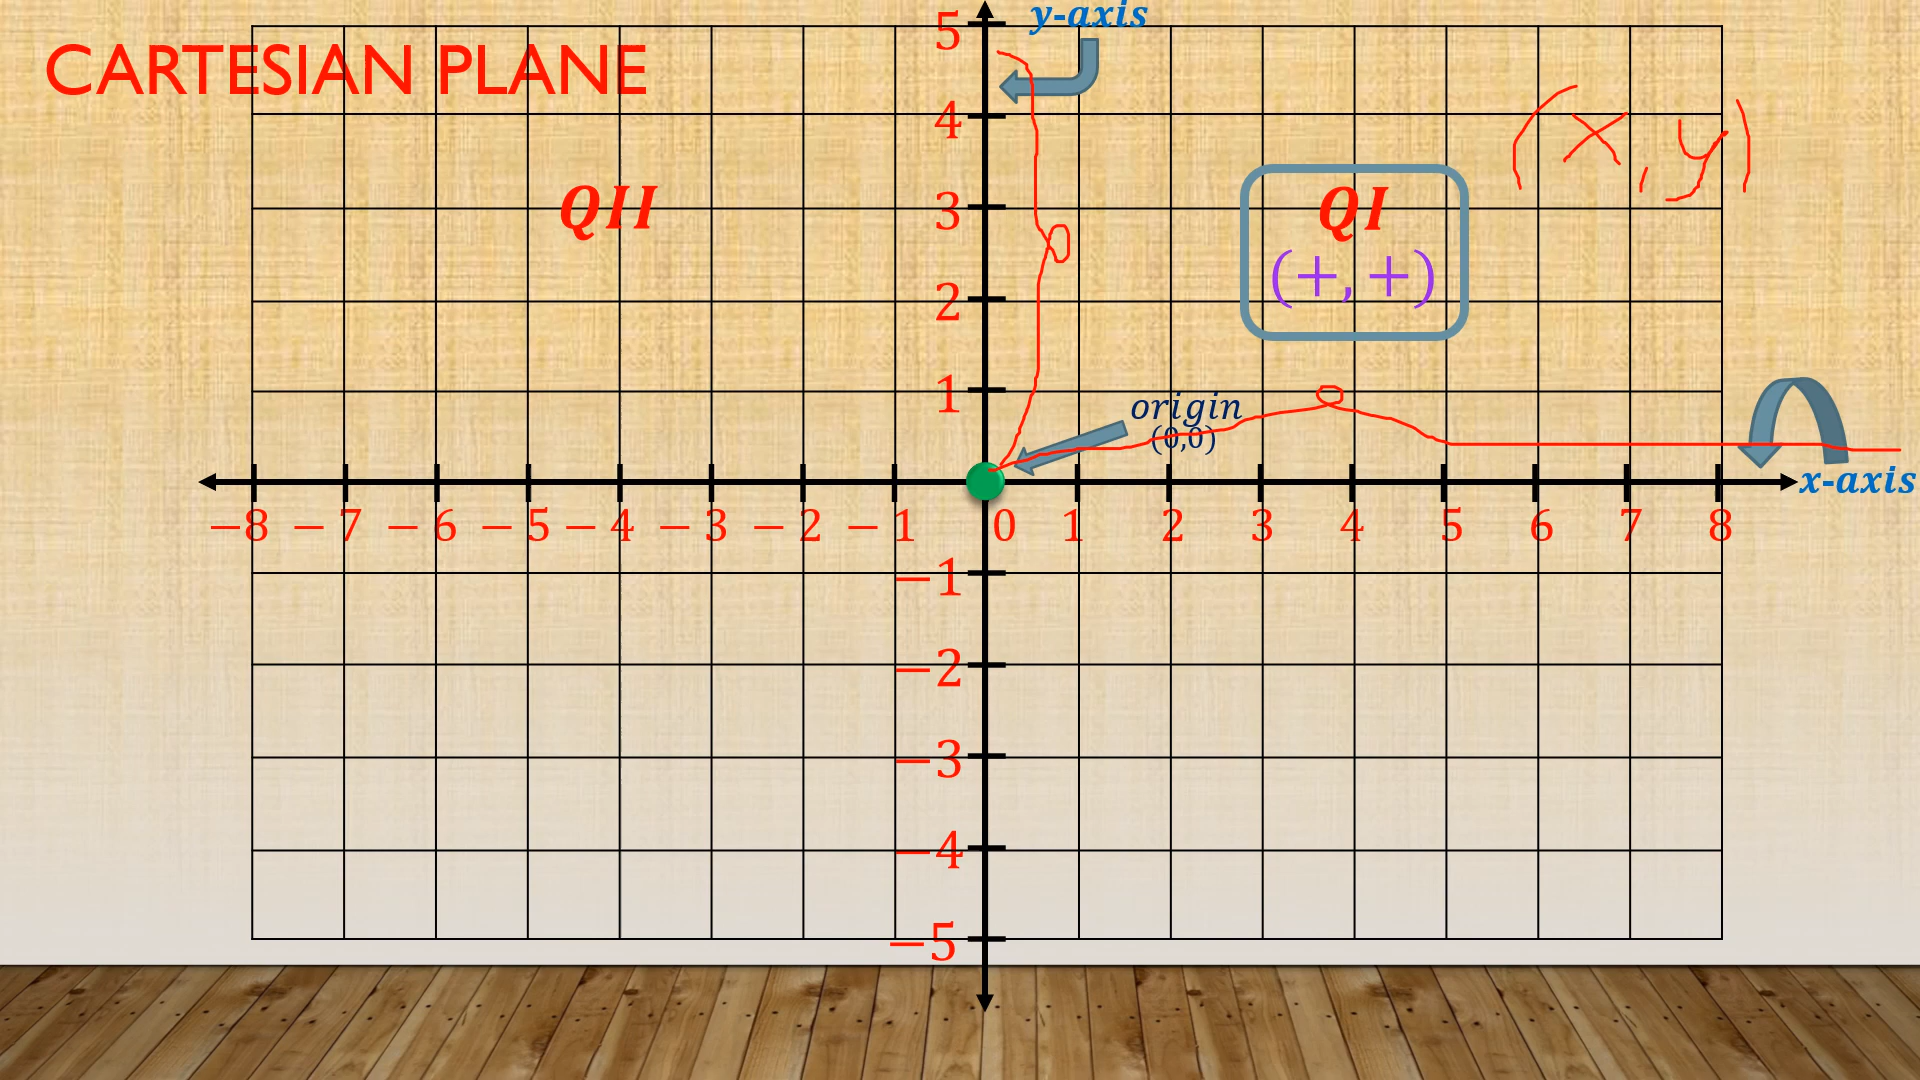 y-axis
CARTESIAN PLANE
5
4
(x, y)
QII
3
QI
(+,+)
2
1
origin
(0,0)
x-axis
−8 −7 −6 −5 −4 −3 −2 −1 0 1 2 3 4 5 6 7 8
−1
−2
−3
−4
−5